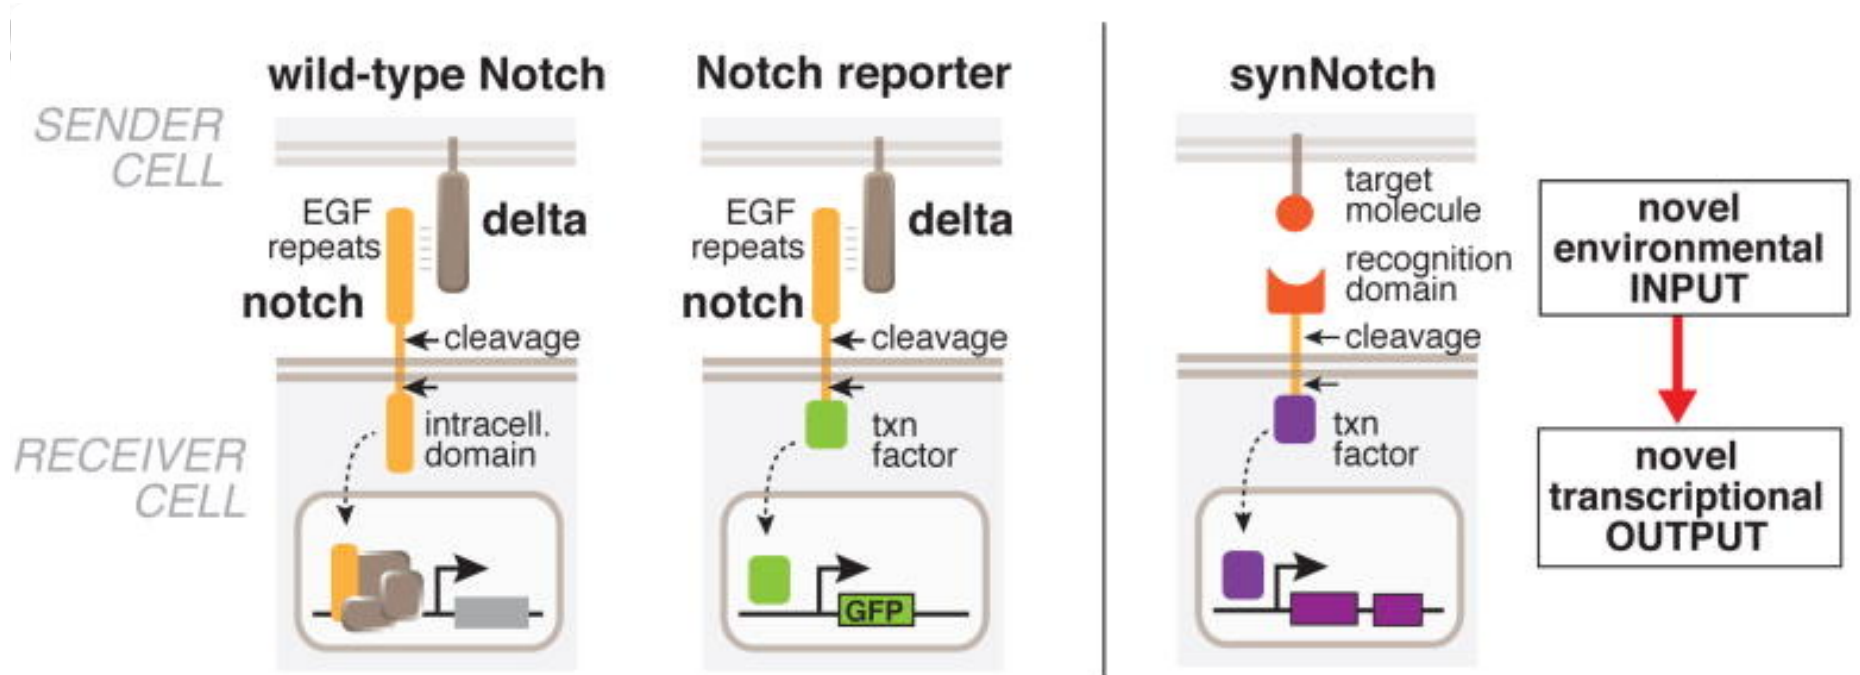 wild-type Notch
Notch reporter
synNotch
SENDER
CELL
EGF
repeats
delta
notch
cleavage
intracell.
domain
EGF
repeats
delta
notch
cleavage
txn
factor
GFP
target
molecule
recognition
domain
cleavage
txn
factor
RECEIVER
CELL
novel
environmental
INPUT
novel
transcriptional
OUTPUT